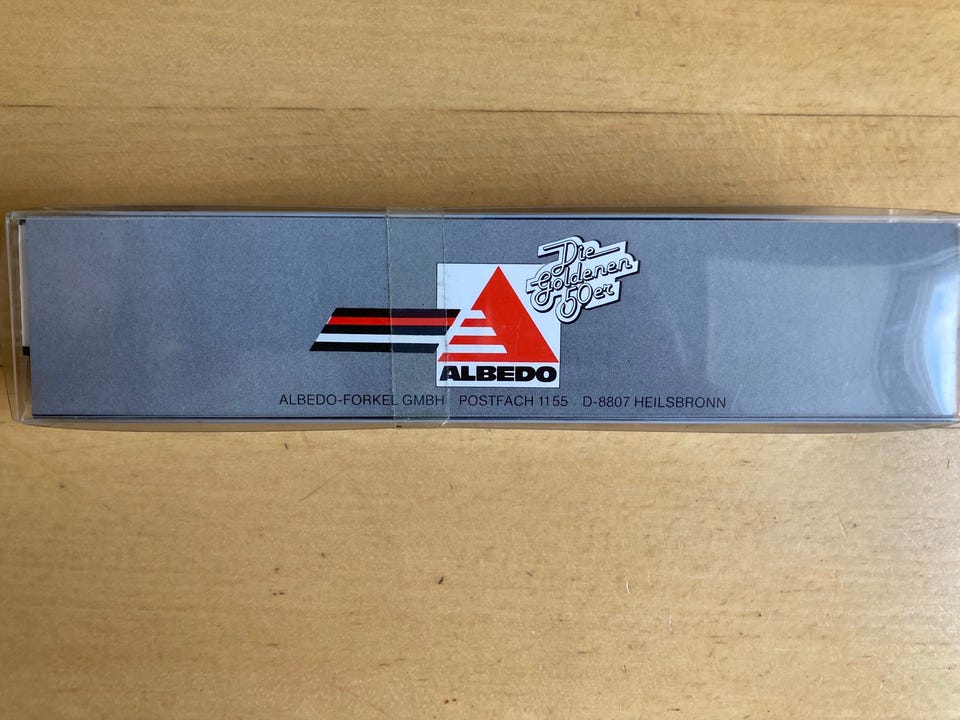 Die
Goldenen
50er
ALBEDO
ALBEDO-FORKEL GMBH POSTFACH 1155 D-8807 HEILSBRONN